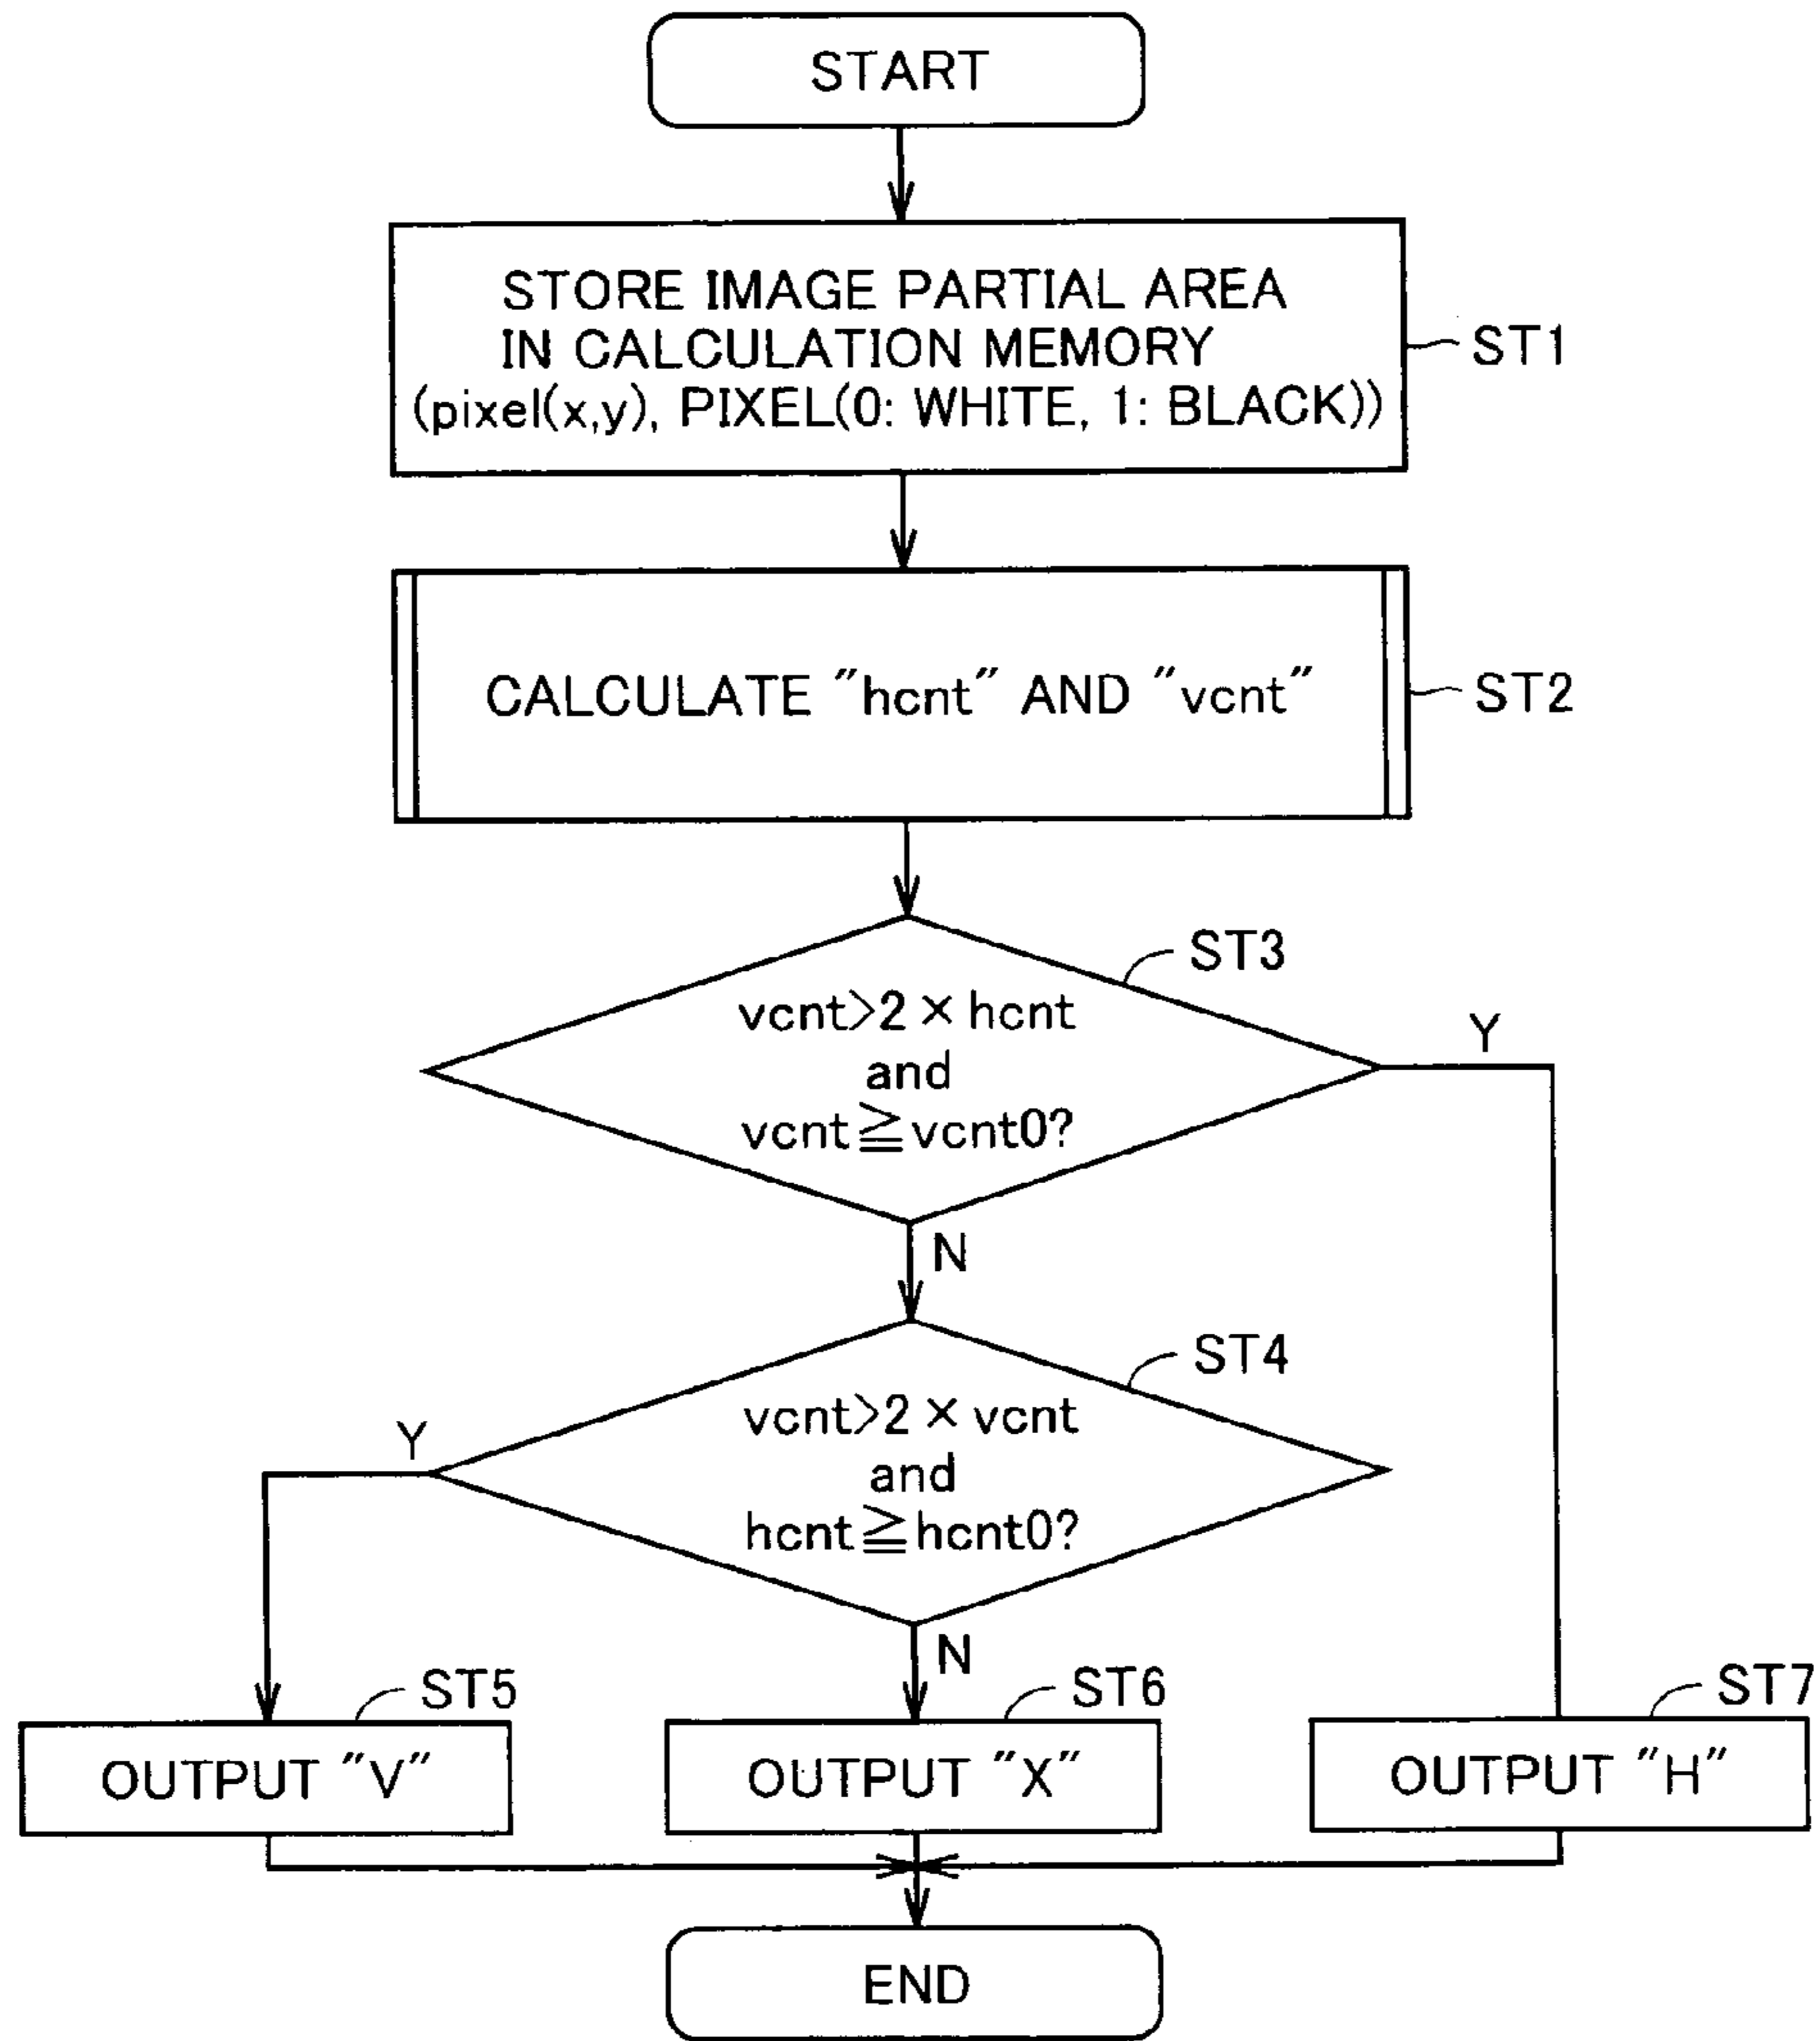 START
STORE IMAGE PARTIAL AREA
IN CALCULATION MEMORY
(pixel(x,y), PIXEL(0: WHITE, 1: BLACK))
ST1
CALCULATE "hcnt" AND "vcnt"
ST2
ST3
vcnt>2 × hcnt
and
vcnt≧vcnt0?
Y
N
ST4
vcnt>2 × vcnt
and
hcnt≧hcnt0?
Y
N
ST5
OUTPUT "V"
ST6
OUTPUT "X"
ST7
OUTPUT "H"
END